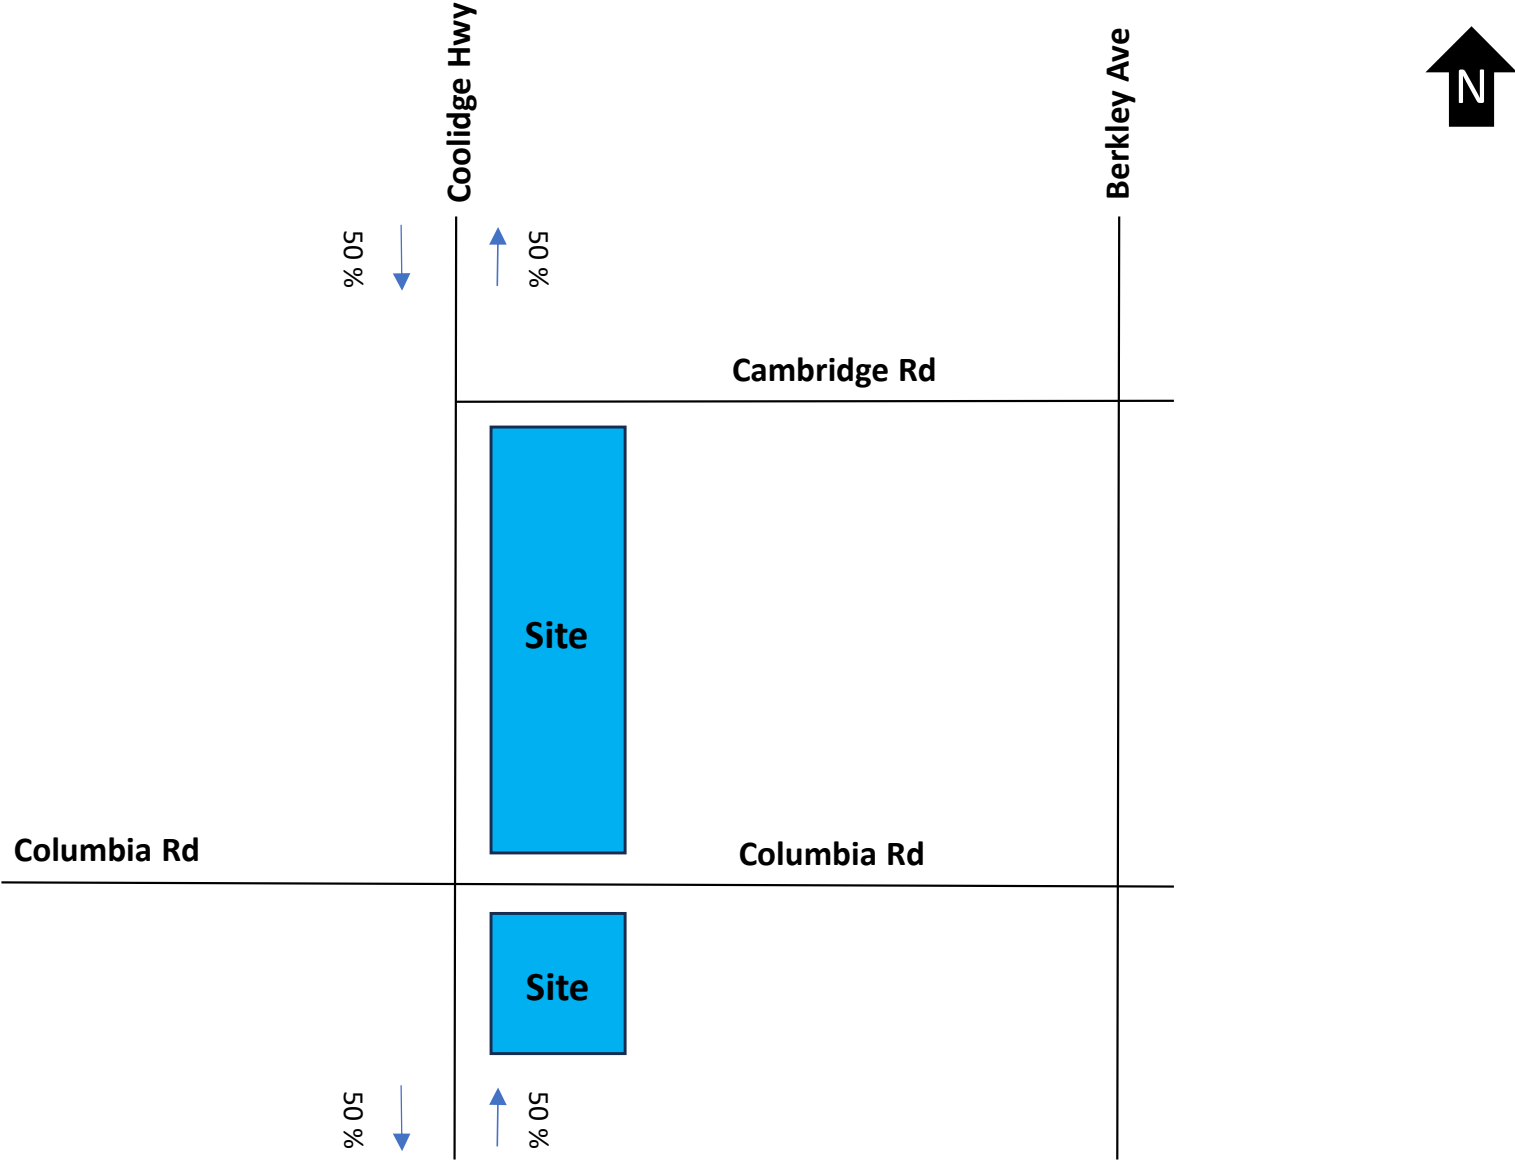 Coolidge Hwy
Berkley Ave
N
50 %
50 %
Cambridge Rd
Site
Columbia Rd
Columbia Rd
Site
50 %
50 %